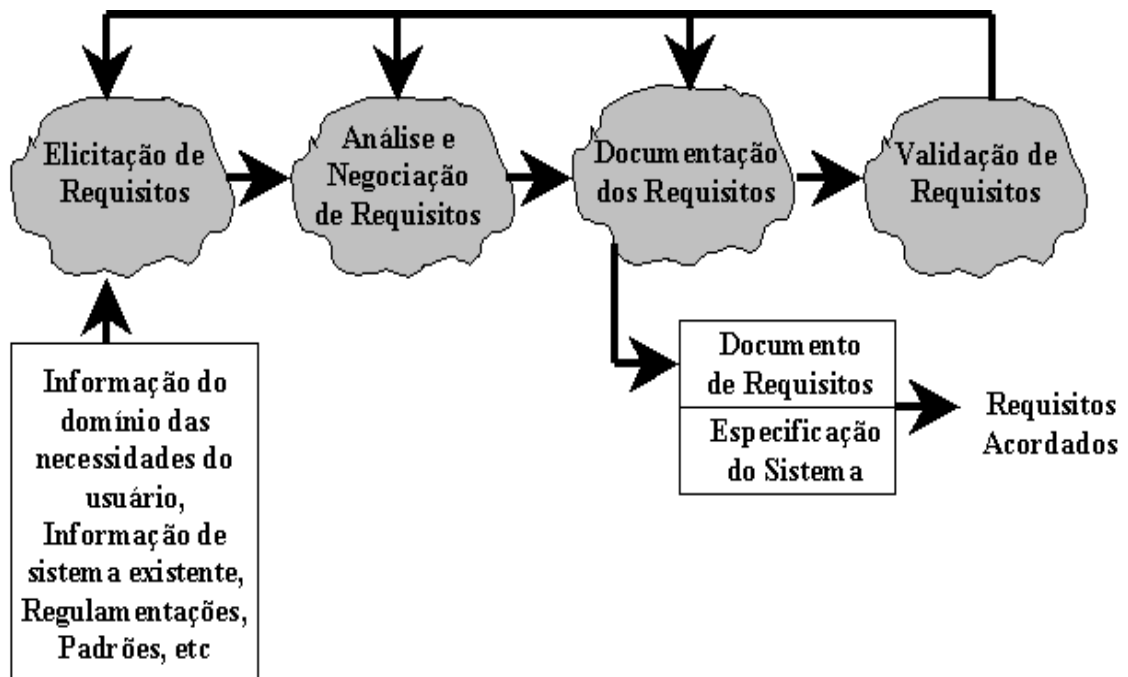 Elicitação de
Requisitos
Análise e
Negociação
de Requisitos
Documentação
dos Requisitos
Validação de
Requisitos
Informação do
domínio das
necessidades do
usuário,
Informação de
sistema existente,
Regulamentações,
Padrões, etc
Documento
de Requisitos
Especificação
do Sistema
Requisitos
Acordados